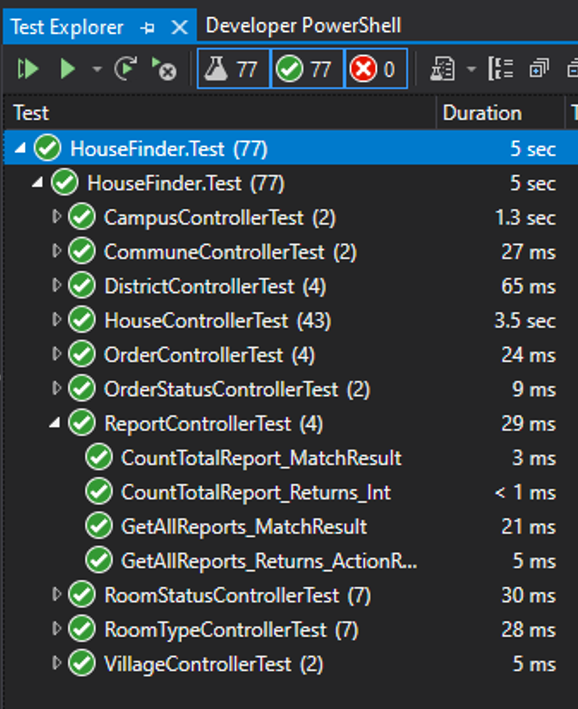 Test Explorer Developer PowerShell
77 77 0
Test Duration T
HouseFinder.Test (77) 5 sec
HouseFinder.Test (77) 5 sec
CampusControllerTest (2) 1.3 sec
CommuneControllerTest (2) 27 ms
DistrictControllerTest (4) 65 ms
HouseControllerTest (43) 3.5 sec
OrderControllerTest (4) 24 ms
OrderStatusControllerTest (2) 9 ms
ReportControllerTest (4) 29 ms
CountTotalReport_MatchResult 3 ms
CountTotalReport_Returns_Int < 1 ms
GetAllReports_MatchResult 21 ms
GetAllReports_Returns_ActionR... 5 ms
RoomStatusControllerTest (7) 30 ms
RoomTypeControllerTest (7) 28 ms
VillageControllerTest (2) 5 ms